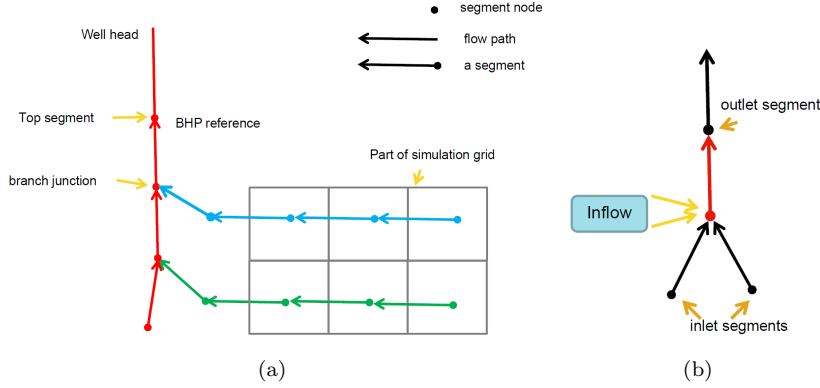 segment node
Well head
flow path
a segment
Top segment
BHP reference
outlet segment
Part of simulation grid
branch junction
Inflow
inlet segments
(a)
(b)